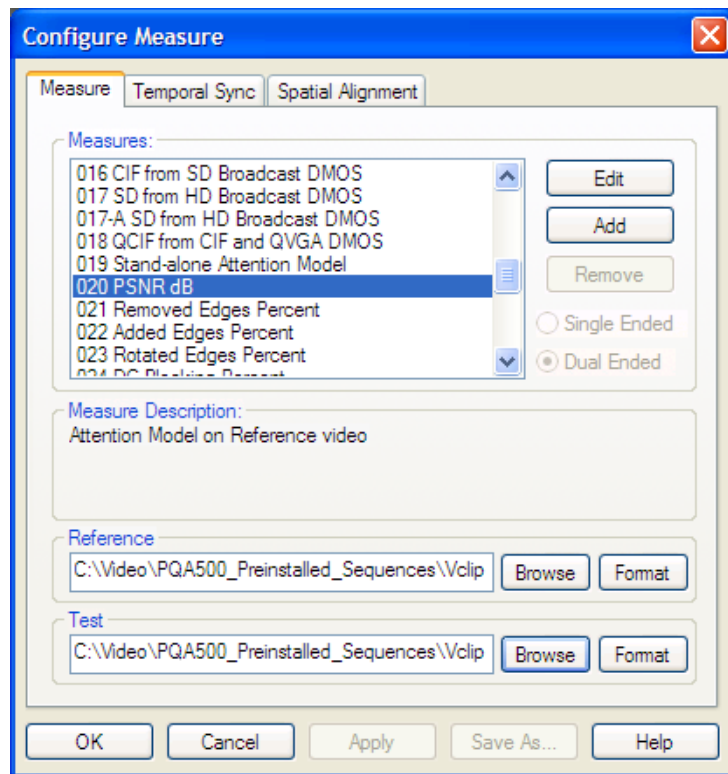 Configure Measure
Measure Temporal Sync Spatial Alignment
Measures:
016 CIF from SD Broadcast DMOS
017 SD from HD Broadcast DMOS
017-A SD from HD Broadcast DMOS
018 QCIF from CIF and QVGA DMOS
019 Stand-alone Attention Model
020 PSNR dB
021 Removed Edges Percent
022 Added Edges Percent
023 Rotated Edges Percent
024 DC Blocking Percent
Edit
Add
Remove
Single Ended
Dual Ended
Measure Description:
Attention Model on Reference video
Reference
C:\Video\PQA500_Preinstalled_Sequences\Vclip Browse Format
Test
C:\Video\PQA500_Preinstalled_Sequences\Vclip Browse Format
OK Cancel Apply Save As... Help